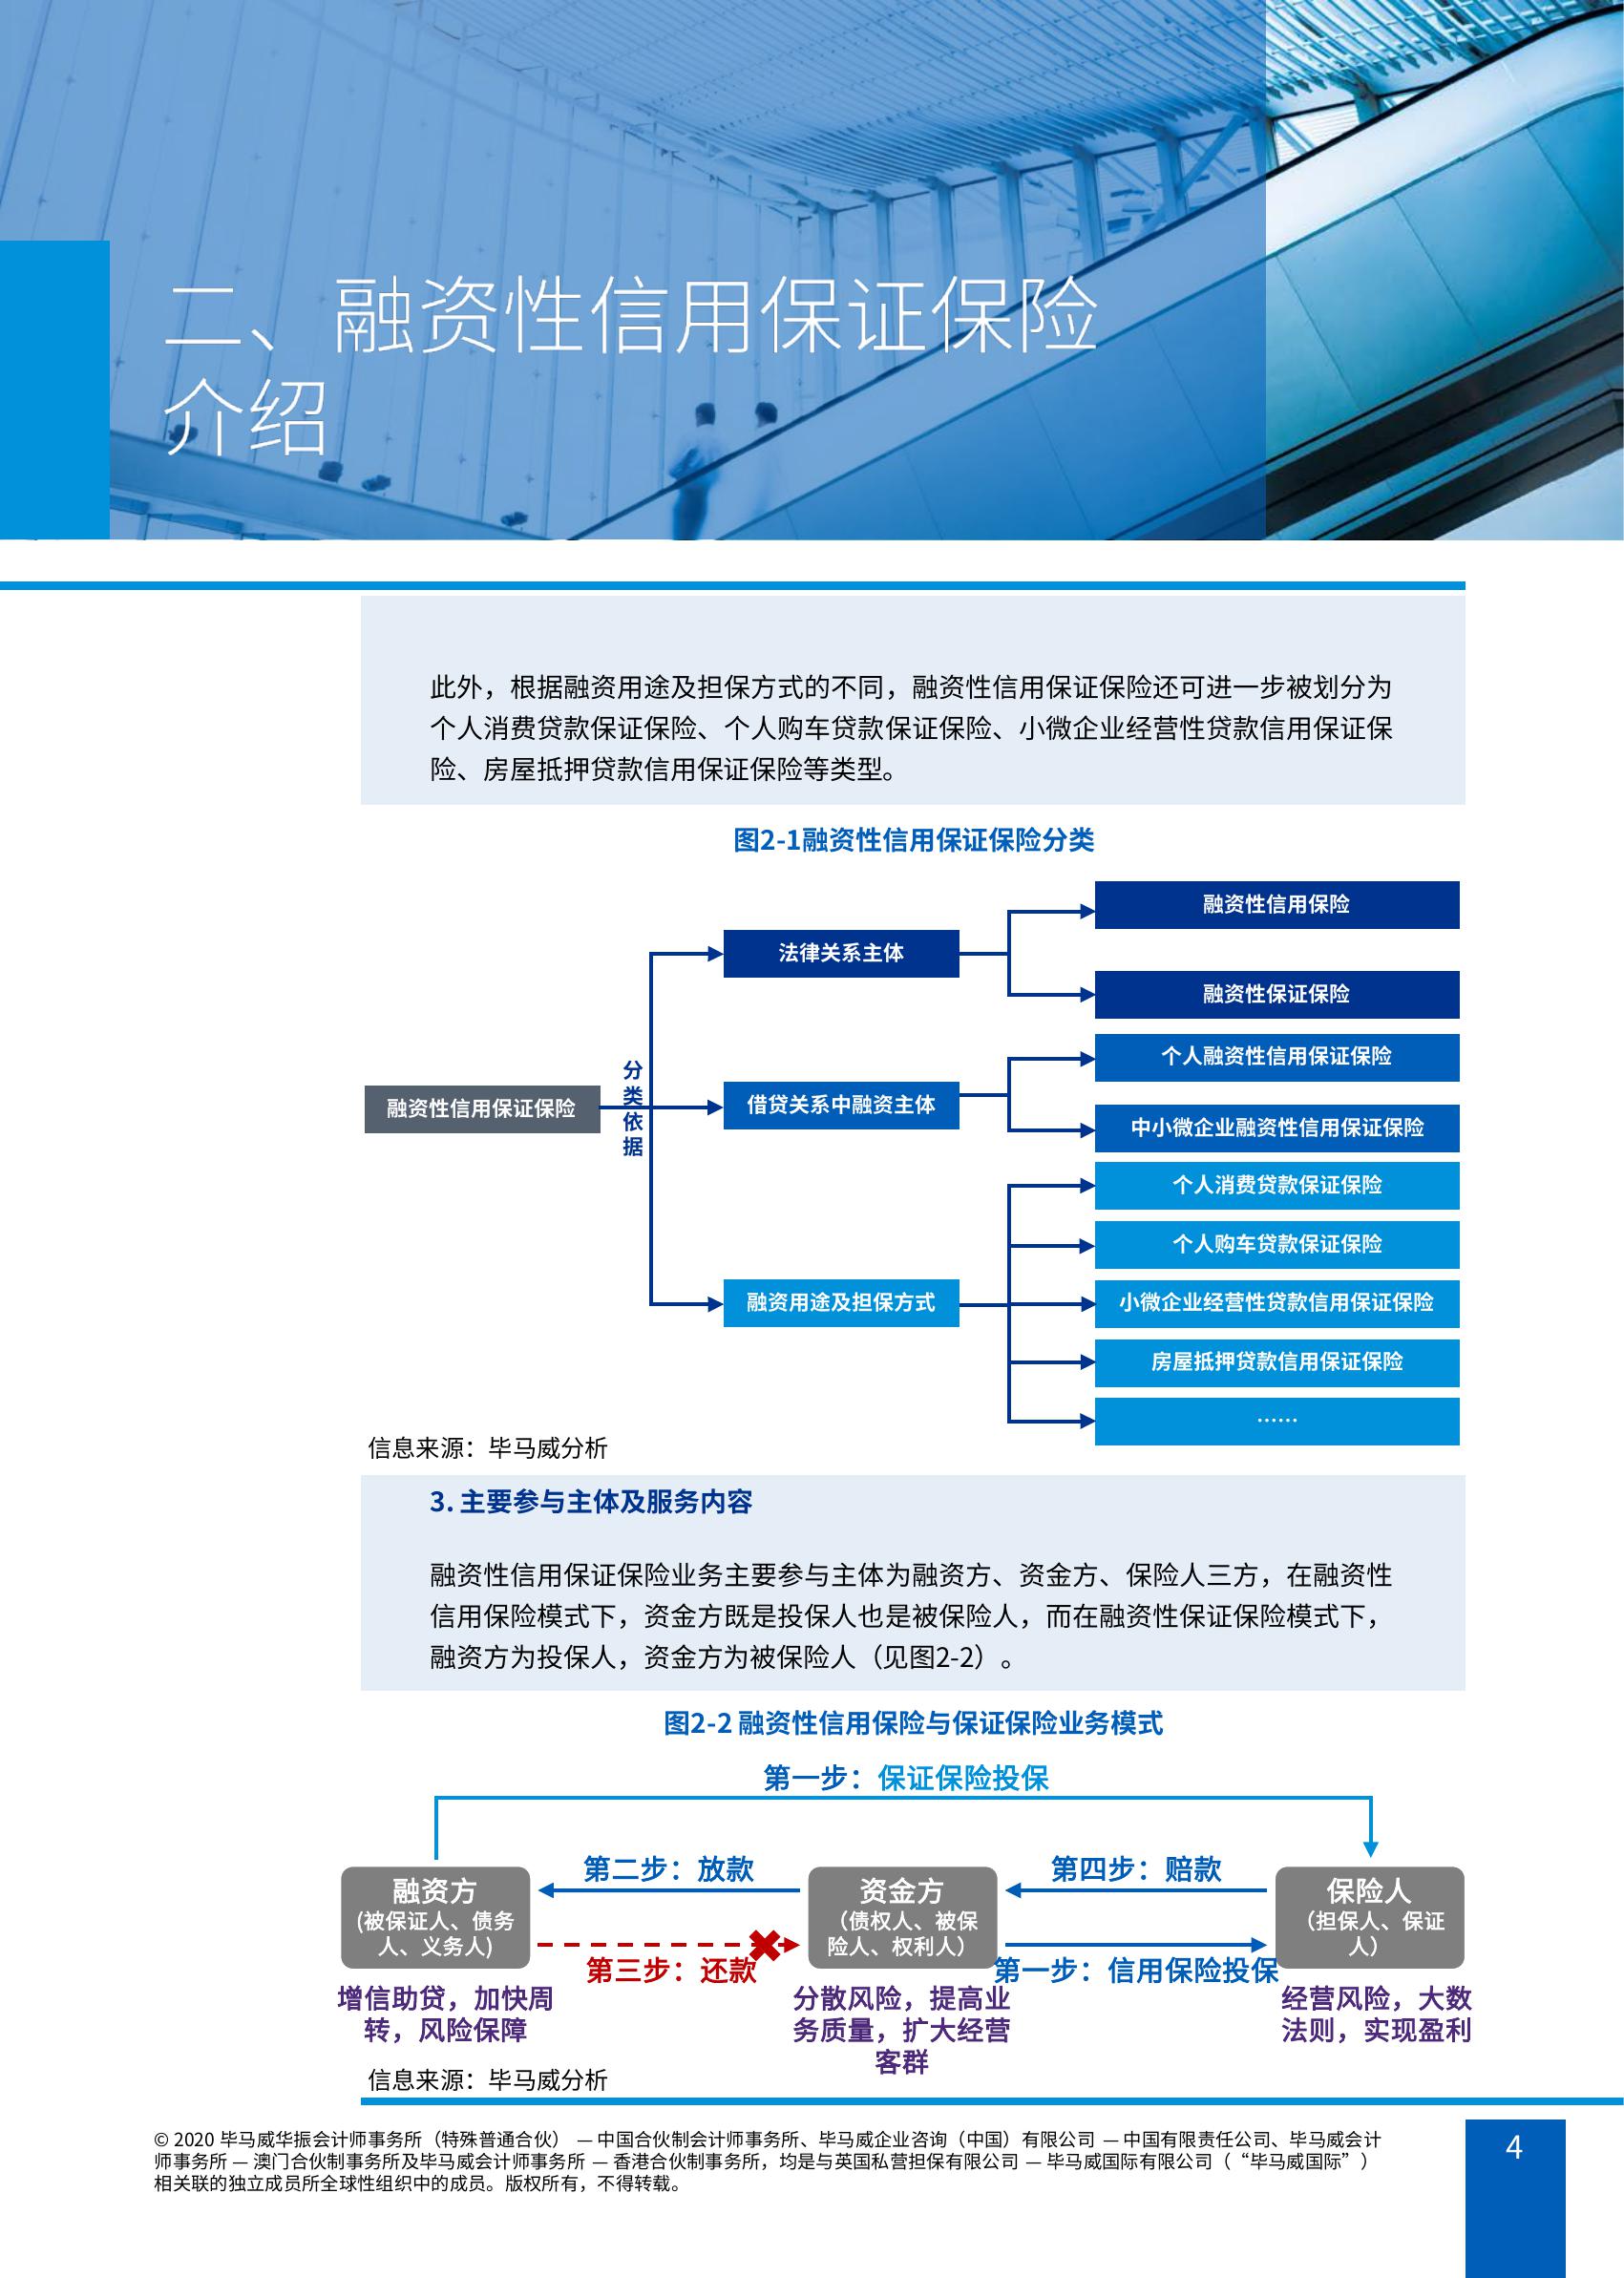 二、融资性信用保证保险
介绍
此外，根据融资用途及担保方式的不同，融资性信用保证保险还可进一步被划分为
个人消费贷款保证保险、个人购车贷款保证保险、小微企业经营性贷款信用保证保
险、房屋抵押贷款信用保证保险等类型。
图2-1融资性信用保证保险分类
融资性信用保证保险
分
类
依
据
法律关系主体
融资性信用保险
融资性保证保险
借贷关系中融资主体
个人融资性信用保证保险
中小微企业融资性信用保证保险
融资用途及担保方式
个人消费贷款保证保险
个人购车贷款保证保险
小微企业经营性贷款信用保证保险
房屋抵押贷款信用保证保险
……
信息来源：毕马威分析
3. 主要参与主体及服务内容
融资性信用保证保险业务主要参与主体为融资方、资金方、保险人三方，在融资性
信用保险模式下，资金方既是投保人也是被保险人，而在融资性保证保险模式下，
融资方为投保人，资金方为被保险人（见图2-2）。
图2-2 融资性信用保险与保证保险业务模式
第一步：保证保险投保
融资方
(被保证人、债务
人、义务人)
第二步：放款
第三步：还款
资金方
（债权人、被保
险人、权利人）
第四步：赔款
第一步：信用保险投保
保险人
（担保人、保证
人）
增信助贷，加快周
转，风险保障
分散风险，提高业
务质量，扩大经营
客群
经营风险，大数
法则，实现盈利
信息来源：毕马威分析
© 2020 毕马威华振会计师事务所（特殊普通合伙） — 中国合伙制会计师事务所、毕马威企业咨询（中国）有限公司 — 中国有限责任公司、毕马威会计
师事务所 — 澳门合伙制事务所及毕马威会计师事务所 — 香港合伙制事务所，均是与英国私营担保有限公司 — 毕马威国际有限公司（“毕马威国际”）
相关联的独立成员所全球性组织中的成员。版权所有，不得转载。
4